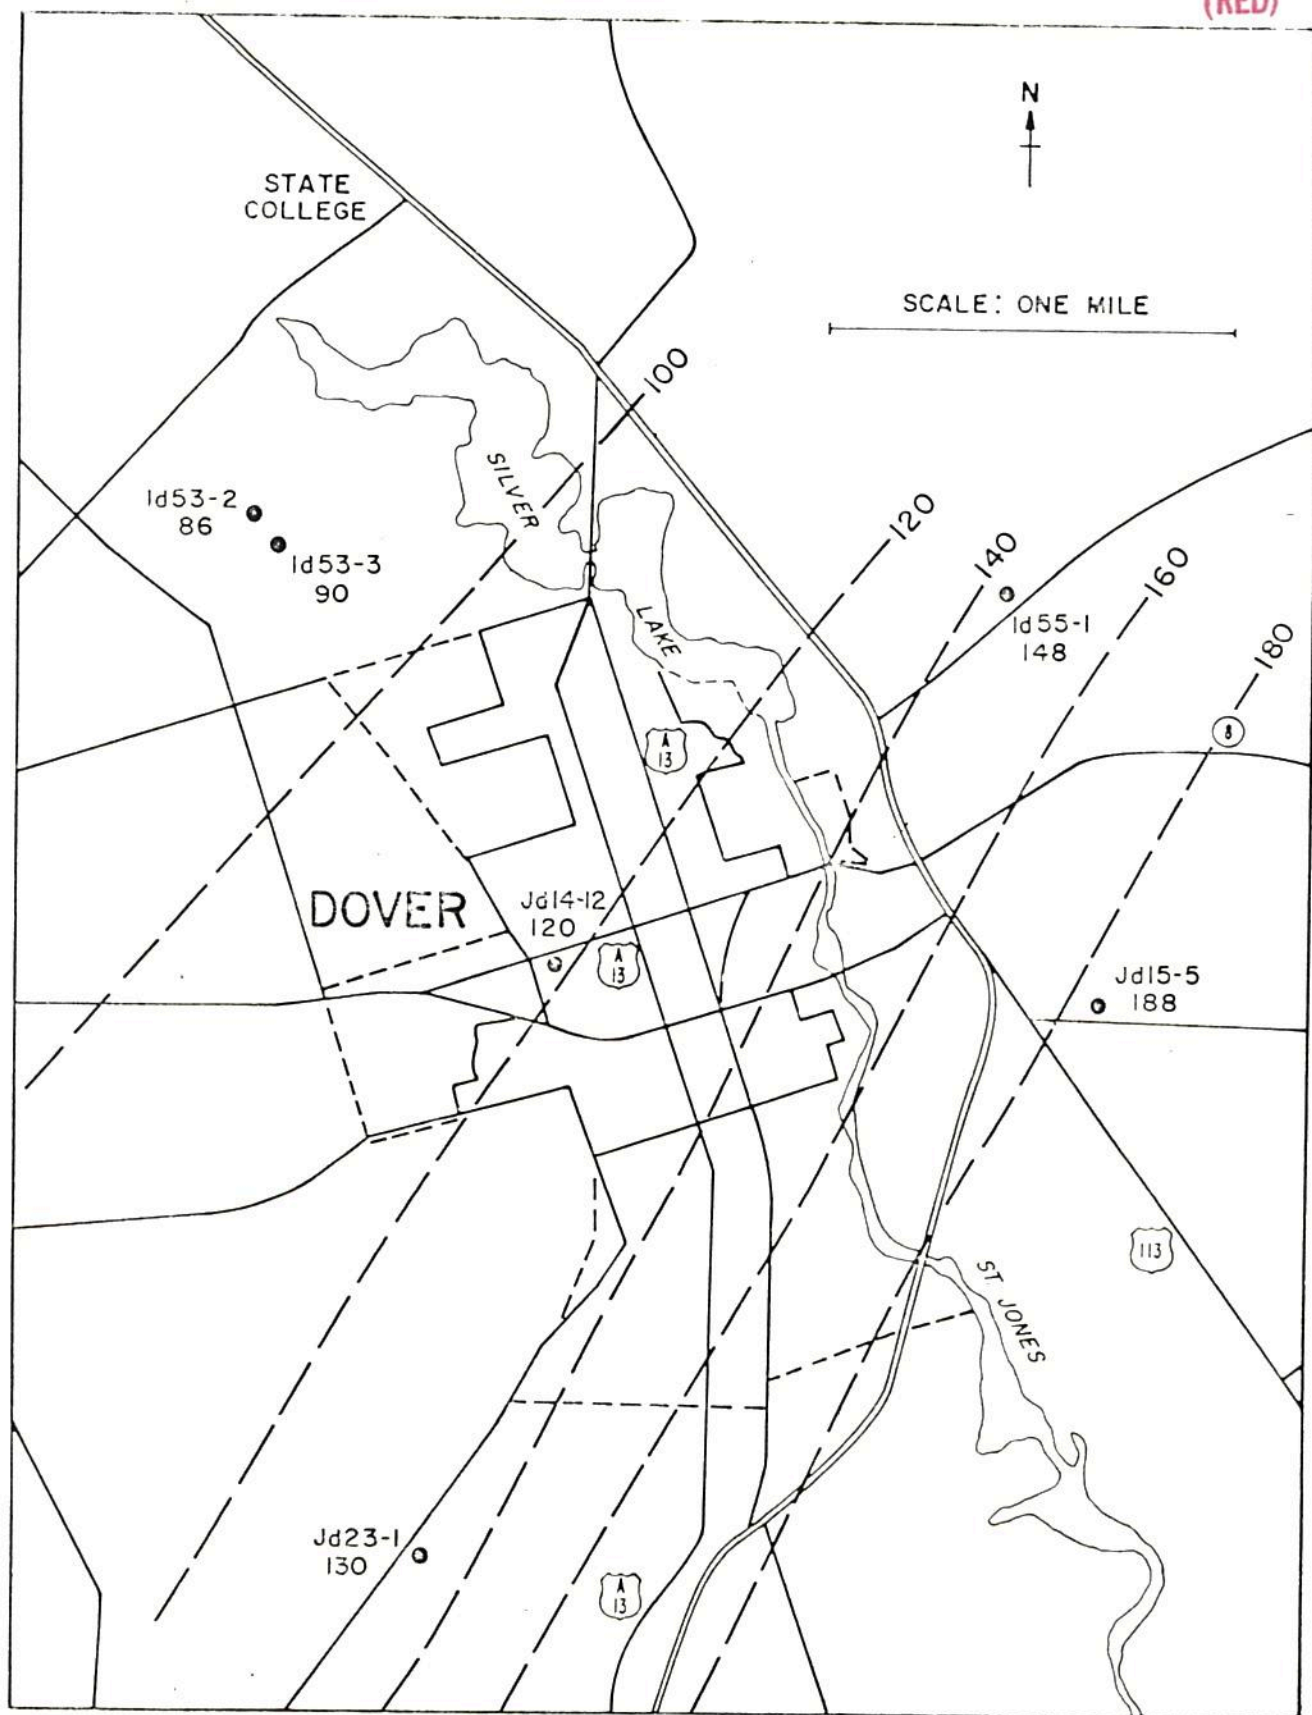 (RED)
N
STATE
COLLEGE
SCALE: ONE MILE
100
SILVER
Id53-2
86
Id53-3
90
120
140
160
180
Id55-1
148
LAKE
8
A
13
DOVER
Jd14-12
120
A
13
Jd15-5
188
113
ST. JONES
Jd23-1
130
A
13